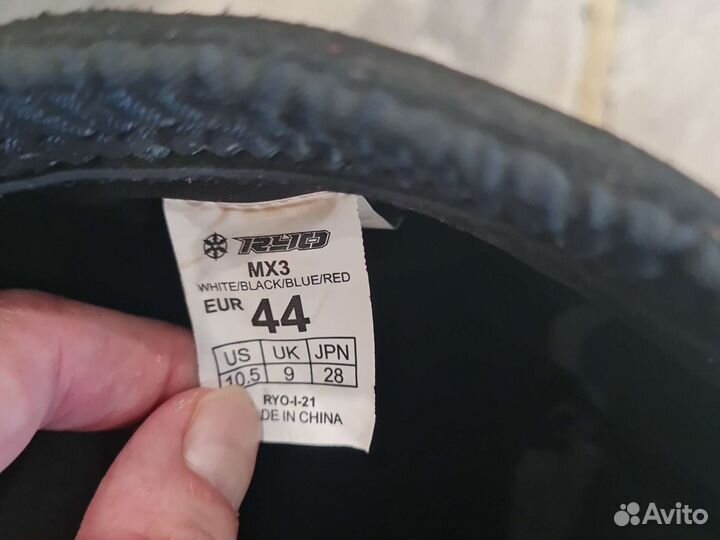 RYO
MX3
WHITE/BLACK/BLUE/RED
EUR 44
US UK JPN
10.5 9 28
RYO-I-21
DE IN CHINA
Avito